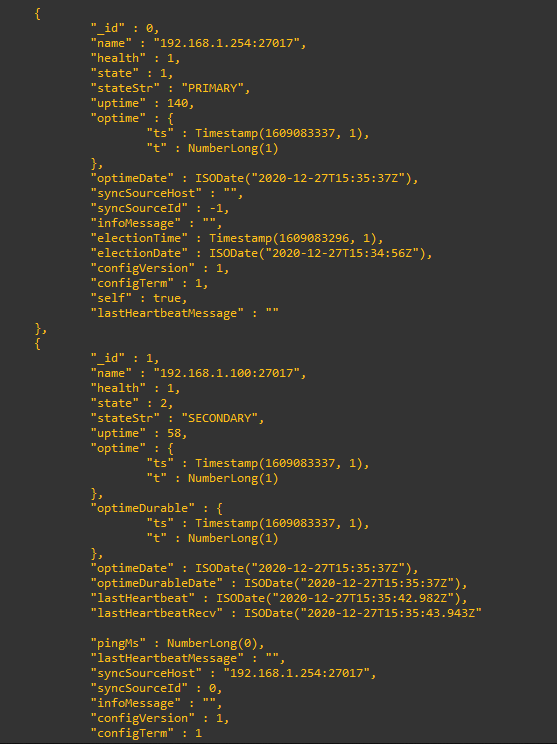 {
"_id" : 0,
"name" : "192.168.1.254:27017",
"health" : 1,
"state" : 1,
"stateStr" : "PRIMARY",
"uptime" : 140,
"optime" : {
"ts" : Timestamp(1609083337, 1),
"t" : NumberLong(1)
},
"optimeDate" : ISODate("2020-12-27T15:35:37Z"),
"syncSourceHost" : "",
"syncSourceId" : -1,
"infoMessage" : "",
"electionTime" : Timestamp(1609083296, 1),
"electionDate" : ISODate("2020-12-27T15:34:56Z"),
"configVersion" : 1,
"configTerm" : 1,
"self" : true,
"lastHeartbeatMessage" : ""
},
{
"_id" : 1,
"name" : "192.168.1.100:27017",
"health" : 1,
"state" : 2,
"stateStr" : "SECONDARY",
"uptime" : 58,
"optime" : {
"ts" : Timestamp(1609083337, 1),
"t" : NumberLong(1)
},
"optimeDurable" : {
"ts" : Timestamp(1609083337, 1),
"t" : NumberLong(1)
},
"optimeDate" : ISODate("2020-12-27T15:35:37Z"),
"optimeDurableDate" : ISODate("2020-12-27T15:35:37Z"),
"lastHeartbeat" : ISODate("2020-12-27T15:35:42.982Z"),
"lastHeartbeatRecv" : ISODate("2020-12-27T15:35:43.943Z"
"pingMs" : NumberLong(0),
"lastHeartbeatMessage" : "",
"syncSourceHost" : "192.168.1.254:27017",
"syncSourceId" : 0,
"infoMessage" : "",
"configVersion" : 1,
"configTerm" : 1